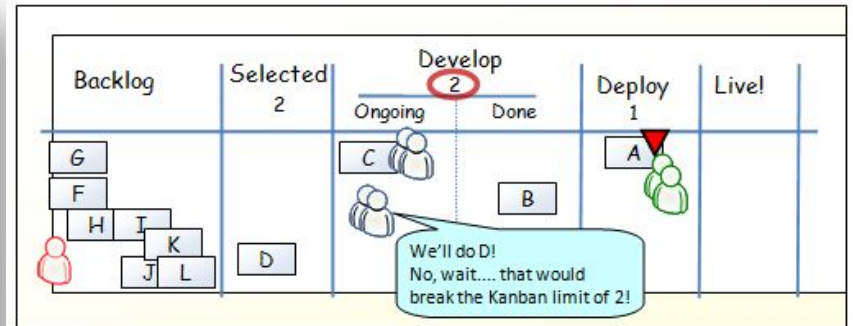 Backlog
Selected
2
Develop
2
Ongoing
Done
Deploy
1
Live!
G
F
H
I
K
J
L
D
C
B
A
We'll do D!
No, wait.... that would
break the Kanban limit of 2!